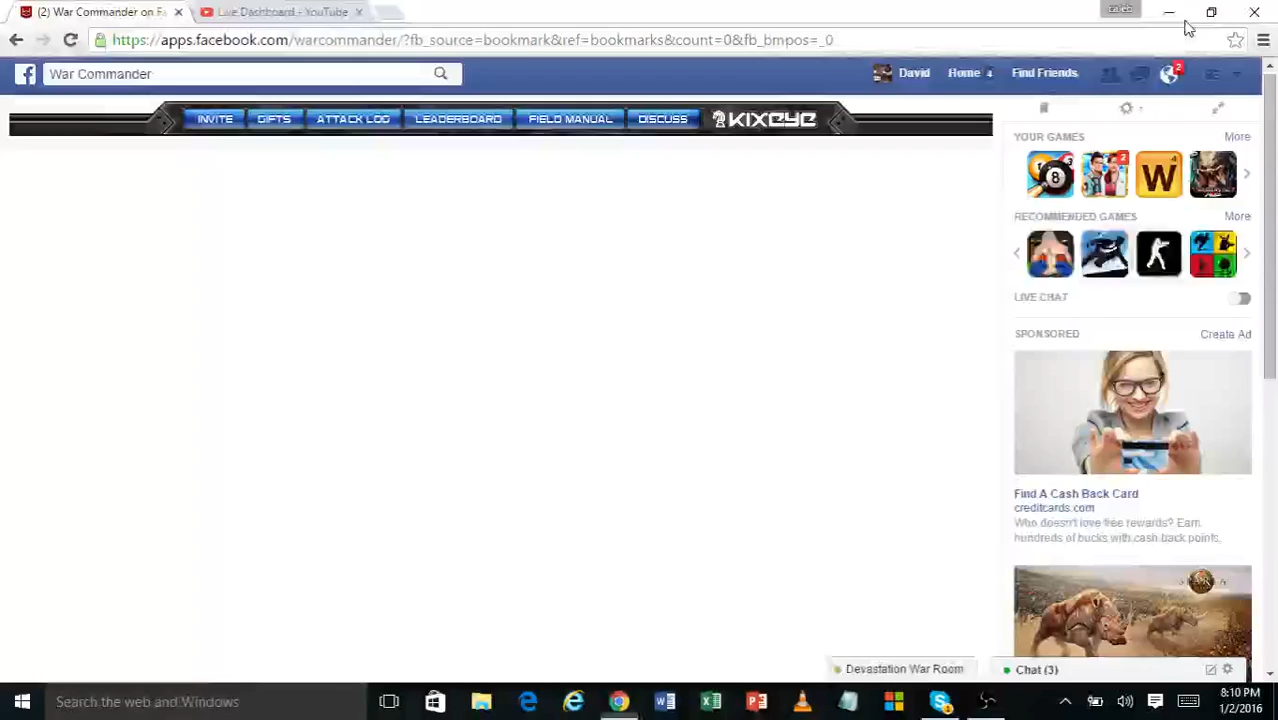 (2) War Commander on Fa
Live Dashboard - YouTube
caleb
https://apps.facebook.com/warcommander/?fb_source=bookmark&ref=bookmarks&count=0&fb_bmpos=_0
War Commander
David
Home 4
Find Friends
2
INVITE
GIFTS
ATTACK LOG
LEADERBOARD
FIELD MANUAL
DISCUSS
KIXEYE
YOUR GAMES
More
8
2
W
RECOMMENDED GAMES
More
LIVE CHAT
SPONSORED
Create Ad
Find A Cash Back Card
creditcards.com
Who doesn't love free rewards? Earn
hundreds of bucks with cash back points.
Devastation War Room
Chat (3)
Search the web and Windows
8:10 PM
1/2/2016